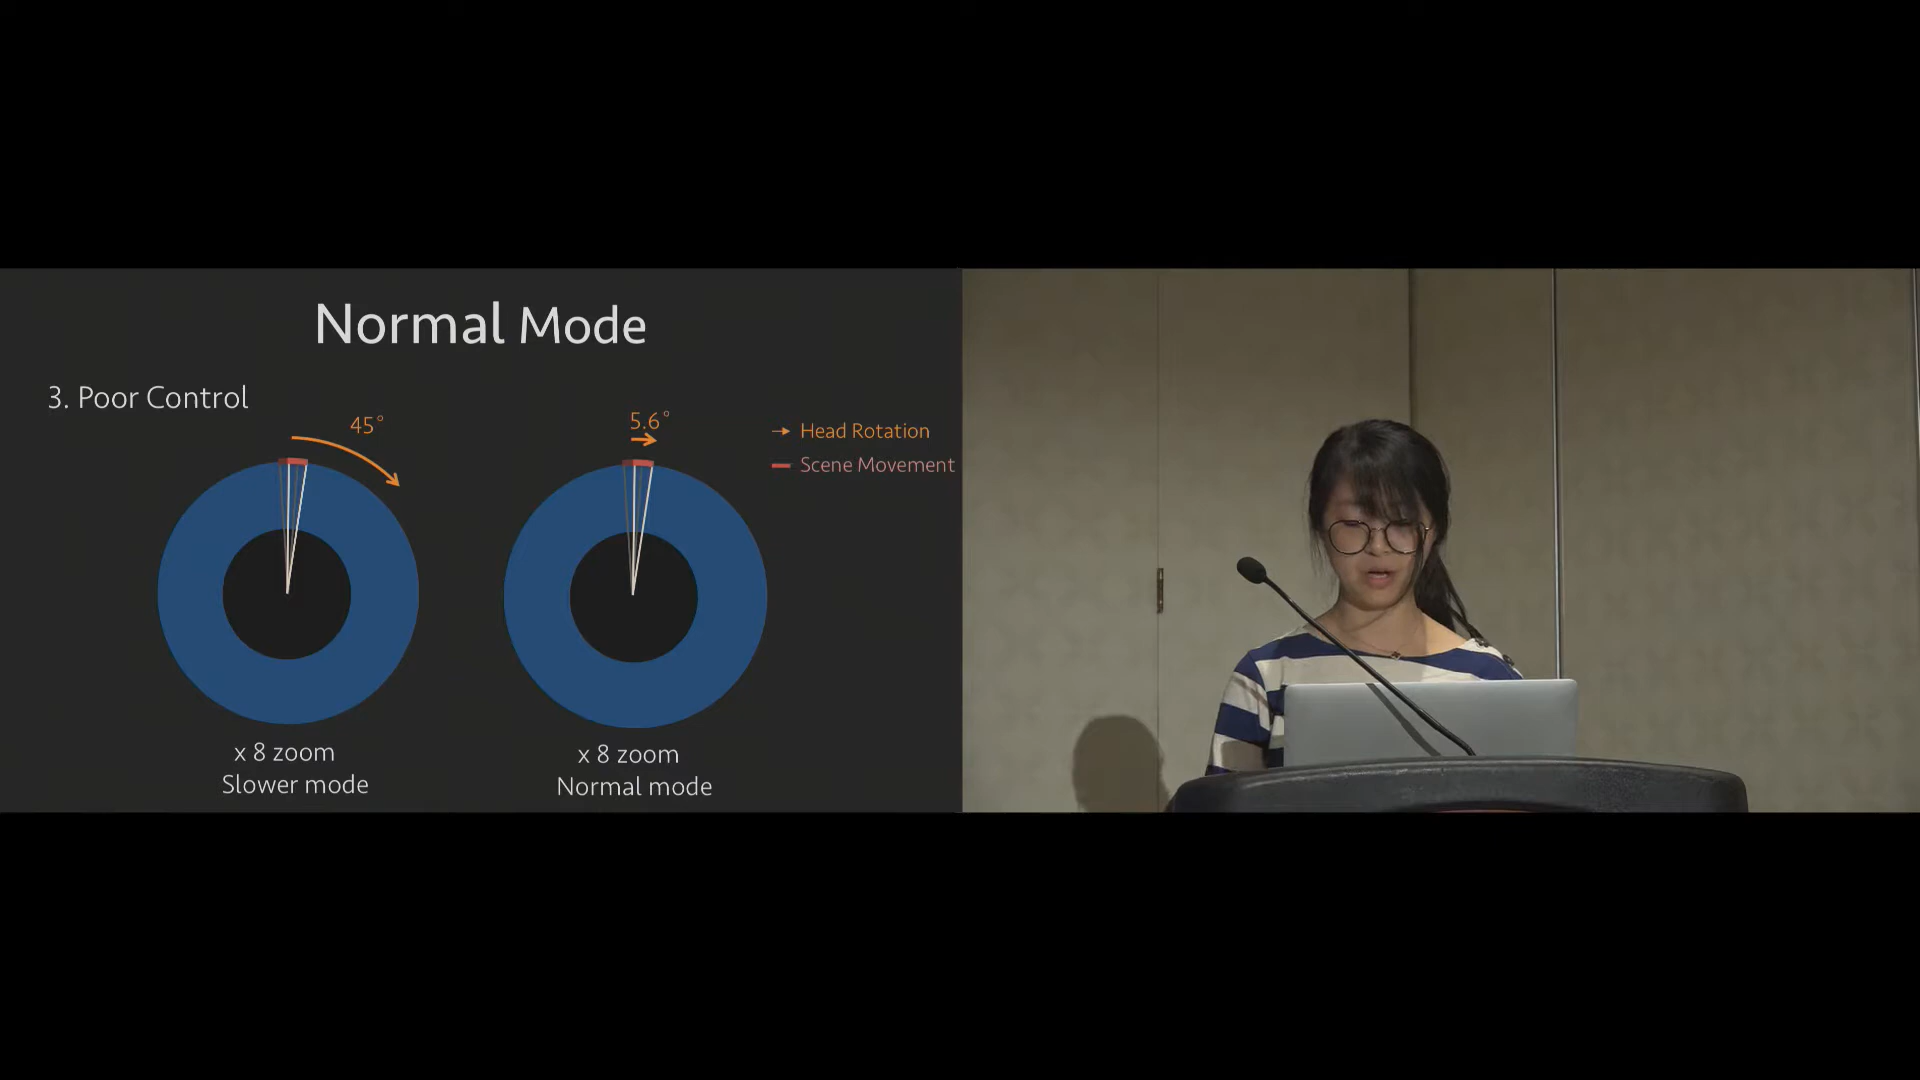 Normal Mode
3. Poor Control
45°
5.6°
Head Rotation
Scene Movement
x 8 zoom
Slower mode
x 8 zoom
Normal mode